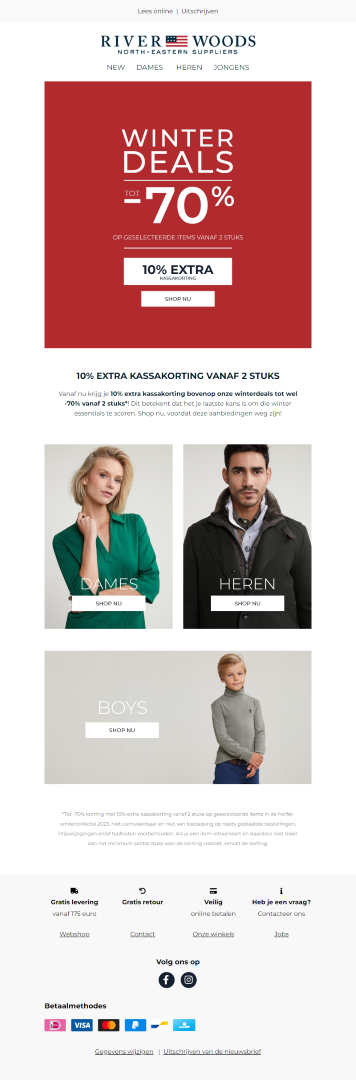 Lees online | Uitschrijven
RIVER WOODS
NORTH-EASTERN SUPPLIERS
NEW DAMES HEREN JONGENS
WINTER
DEALS
TOT
-70%
OP GESELECTEERDE ITEMS VANAF 2 STUKS
10% EXTRA
KASSAKORTING
SHOP NU
10% EXTRA KASSAKORTING VANAF 2 STUKS
Vanaf nu krijg je 10% extra kassakorting bovenop onze winterdeals tot wel
-70% vanaf 2 stuks*! Dit betekent dat het je laatste kans is om die winter
essentials te scoren. Shop nu, voordat deze aanbiedingen weg zijn!
DAMES
SHOP NU
HEREN
SHOP NU
BOYS
SHOP NU
*Tot -70% korting met 10% extra kassakorting vanaf 2 stuks op geselecteerde items in de herfst-
wintercollectie 2023, niet cumuleerbaar en niet van toepassing op reeds geplaatste bestellingen.
Prijswijzigingen en/of typfouten voorbehouden. Als je een item retourneert en daardoor niet meer
aan het minimum aantal stuks voor de korting voldoet, vervalt de korting.
Gratis levering
vanaf 175 euro
Gratis retour
Veilig
online betalen
Heb je een vraag?
Contacteer ons
Webshop Contact Onze winkels Jobs
Volg ons op
Betaalmethodes
VISA
PayPal
Gegevens wijzigen | Uitschrijven van de nieuwsbrief